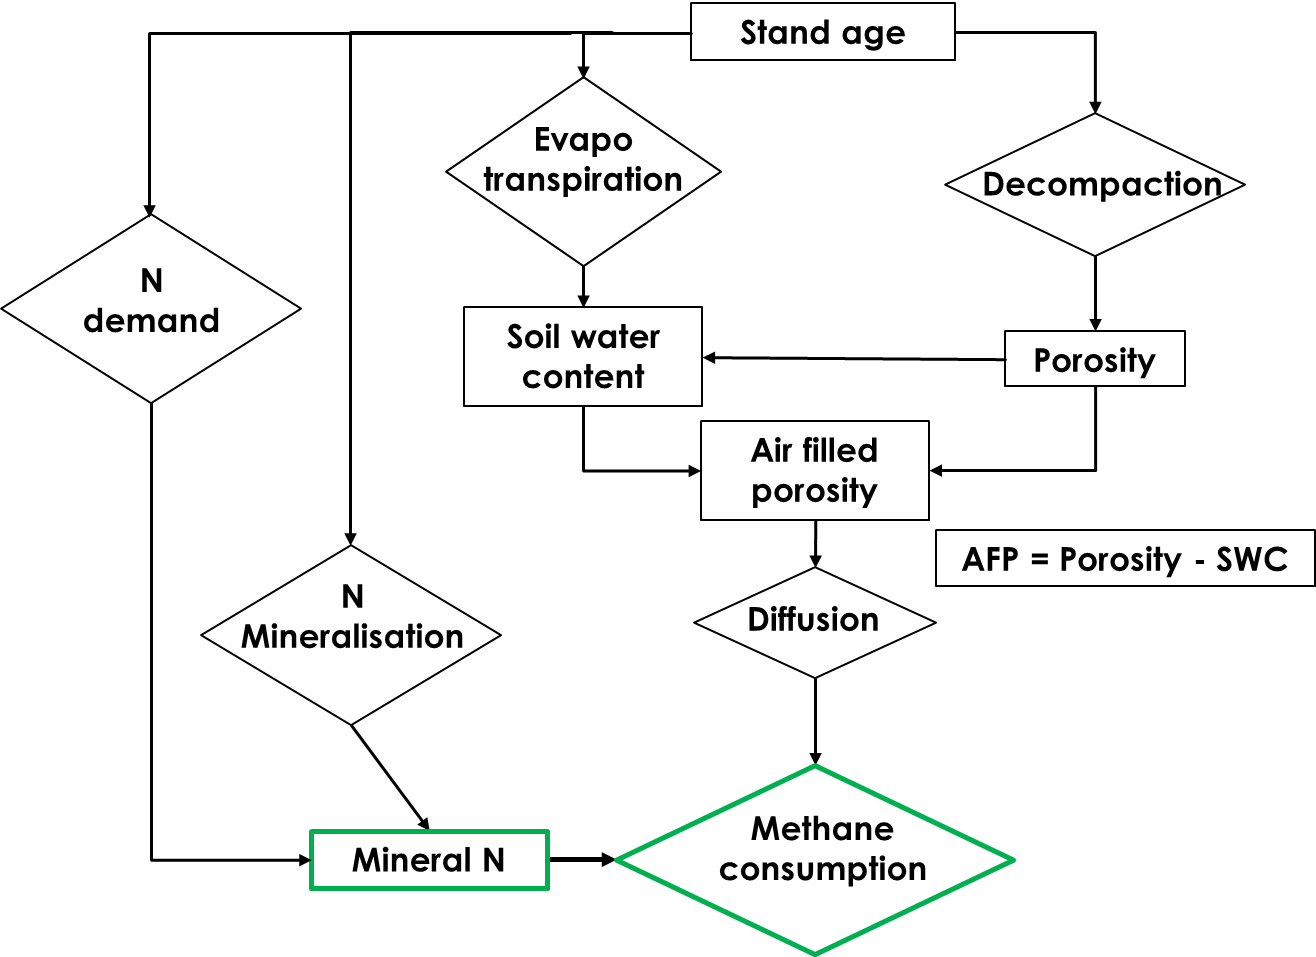 Stand age
Evapo
transpiration
Decompaction
N
demand
Soil water
content
Porosity
Air filled
porosity
AFP = Porosity - SWC
N
Mineralisation
Diffusion
Mineral N
Methane
consumption